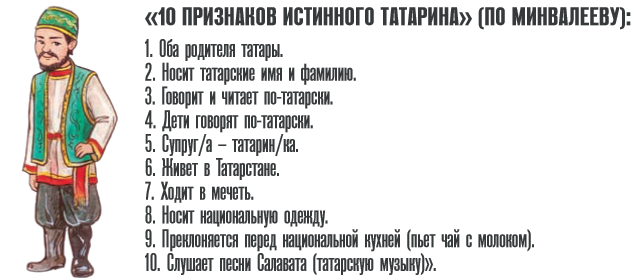 «10 ПРИЗНАКОВ ИСТИННОГО ТАТАРИНА» (ПО МИНВАЛЕЕВУ):
1. Оба родителя татары.
2. Носит татарские имя и фамилию.
3. Говорит и читает по-татарски.
4. Дети говорят по-татарски.
5. Супруг/а – татарин/ка.
6. Живет в Татарстане.
7. Ходит в мечеть.
8. Носит национальную одежду.
9. Преклоняется перед национальной кухней (пьет чай с молоком).
10. Слушает песни Салавата (татарскую музыку)».